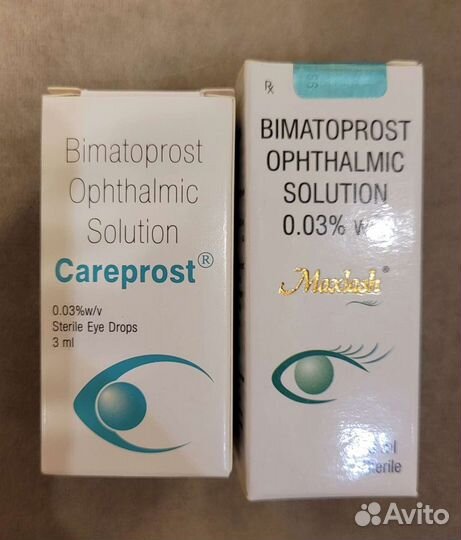 Bimatoprost
Ophthalmic
Solution
Careprost®
0.03%w/v
Sterile Eye Drops
3 ml
Rx
BIMATOPROST
OPHTHALMIC
SOLUTION
0.03%
Maxlash®
Avito